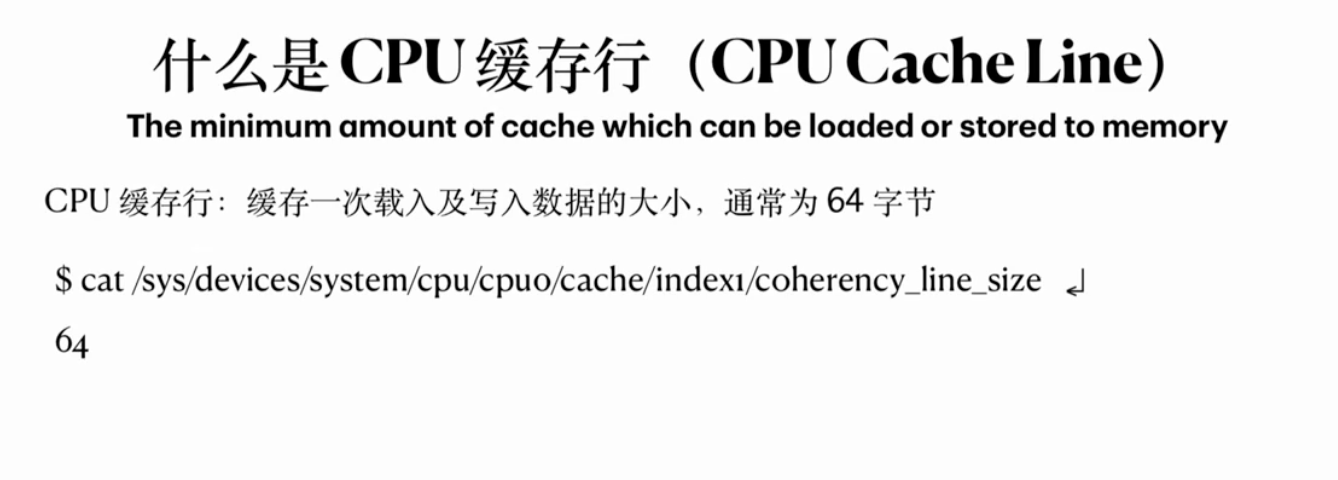 什么是 CPU 缓存行（CPU Cache Line）
The minimum amount of cache which can be loaded or stored to memory
CPU 缓存行：缓存一次载入及写入数据的大小，通常为 64 字节
$ cat /sys/devices/system/cpu/cpu0/cache/index1/coherency_line_size ↲
64